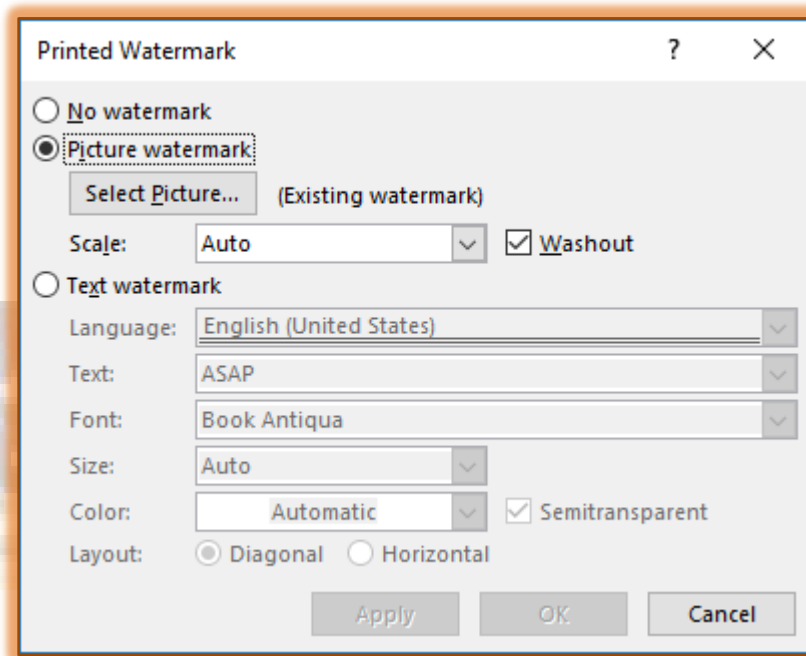 Printed Watermark ?
No watermark
Picture watermark
Select Picture... (Existing watermark)
Scale: Auto Washout
Text watermark
Language: English (United States)
Text: ASAP
Font: Book Antiqua
Size: Auto
Color: Automatic Semitransparent
Layout: Diagonal Horizontal
Apply OK Cancel